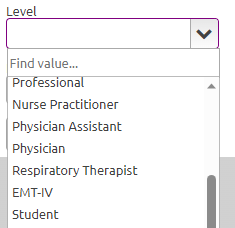 Level
Find value...
Professional
Nurse Practitioner
Physician Assistant
Physician
Respiratory Therapist
EMT-IV
Student